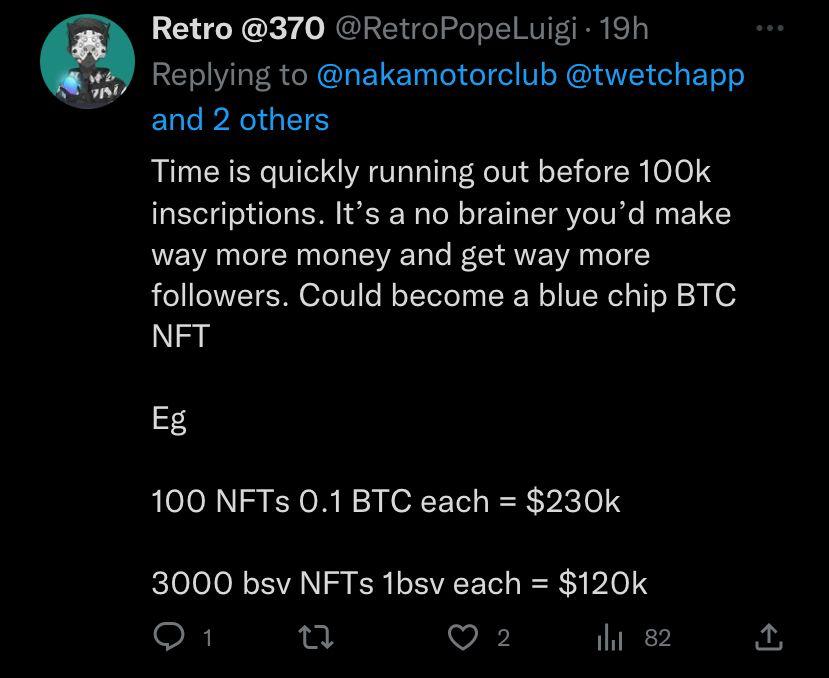 Retro @370 @RetroPopeLuigi · 19h
Replying to @nakamotorclub @twetchapp
and 2 others
Time is quickly running out before 100k
inscriptions. It’s a no brainer you’d make
way more money and get way more
followers. Could become a blue chip BTC
NFT
Eg
100 NFTs 0.1 BTC each = $230k
3000 bsv NFTs 1bsv each = $120k
1 2 82